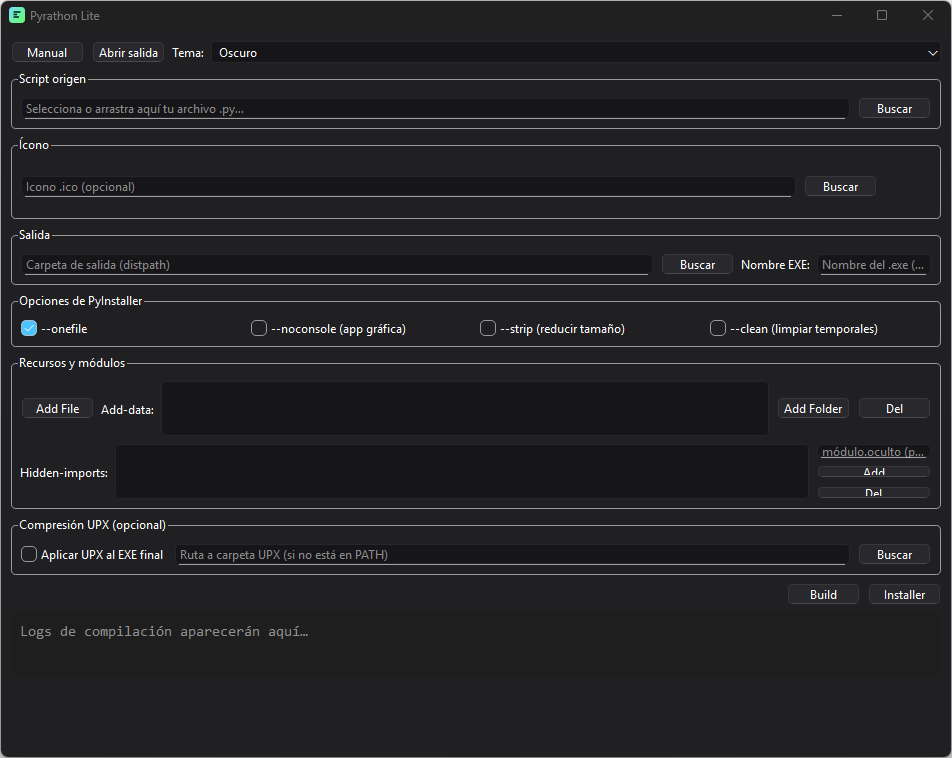 Pyrathon Lite
Manual Abrir salida Tema: Oscuro
Script origen
Selecciona o arrastra aquí tu archivo .py... Buscar
Ícono
Icono .ico (opcional) Buscar
Salida
Carpeta de salida (distpath) Buscar Nombre EXE: Nombre del .exe (...
Opciones de PyInstaller
--onefile --noconsole (app gráfica) --strip (reducir tamaño) --clean (limpiar temporales)
Recursos y módulos
Add File Add-data: Add Folder Del
módulo.oculto (p...
Hidden-imports: Add
Del
Compresión UPX (opcional)
Aplicar UPX al EXE final Ruta a carpeta UPX (si no está en PATH) Buscar
Build Installer
Logs de compilación aparecerán aquí…